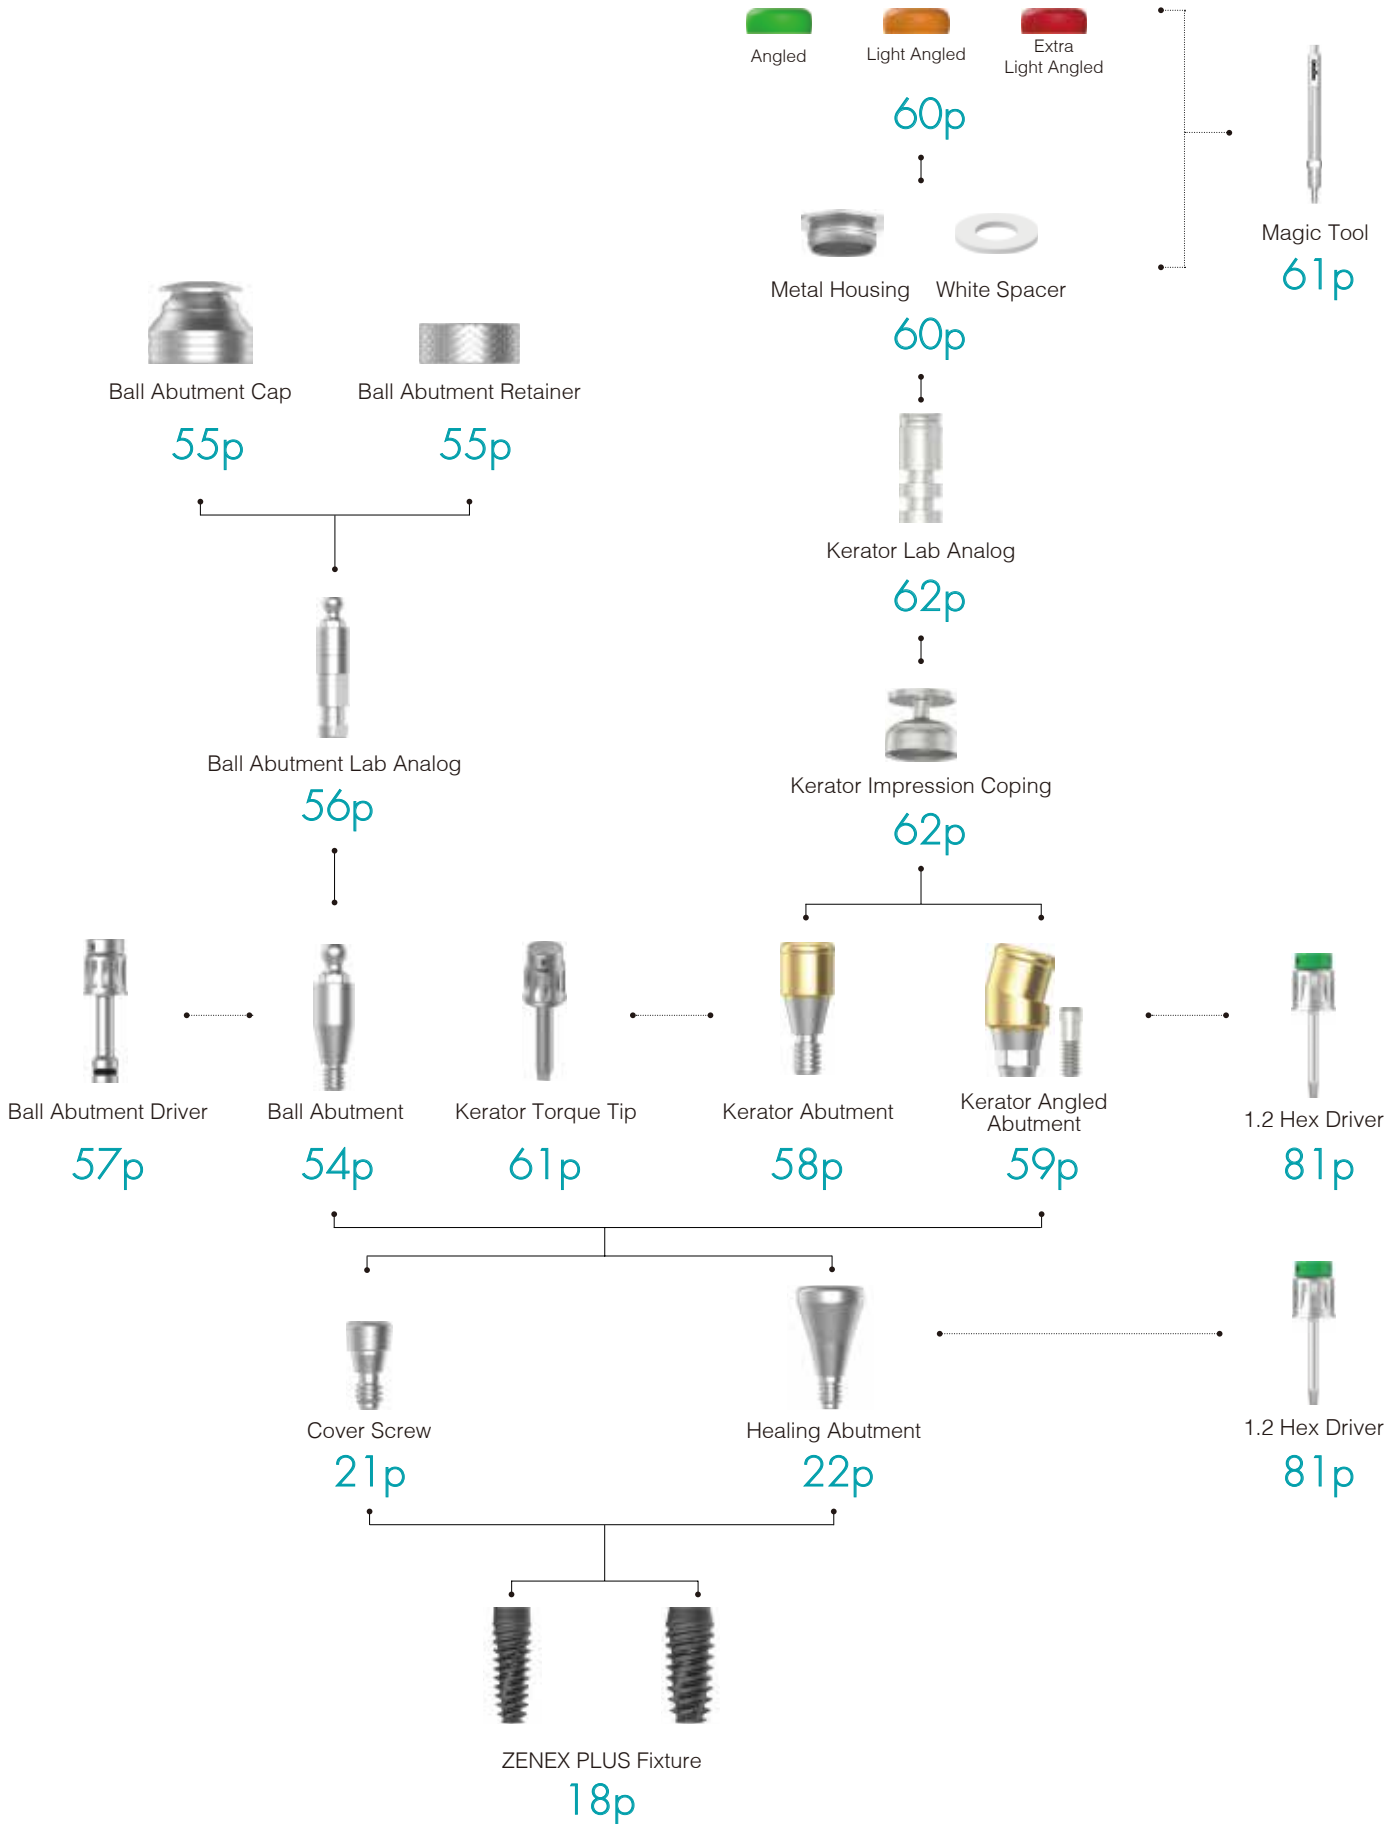 Angled
Light Angled
Extra
Light Angled
60p
Magic Tool
61p
Metal Housing
White Spacer
60p
Ball Abutment Cap
Ball Abutment Retainer
55p
55p
Kerator Lab Analog
62p
Ball Abutment Lab Analog
56p
Kerator Impression Coping
62p
Ball Abutment Driver
57p
Ball Abutment
54p
Kerator Torque Tip
61p
Kerator Abutment
58p
Kerator Angled
Abutment
59p
1.2 Hex Driver
81p
Cover Screw
21p
Healing Abutment
22p
1.2 Hex Driver
81p
ZENEX PLUS Fixture
18p